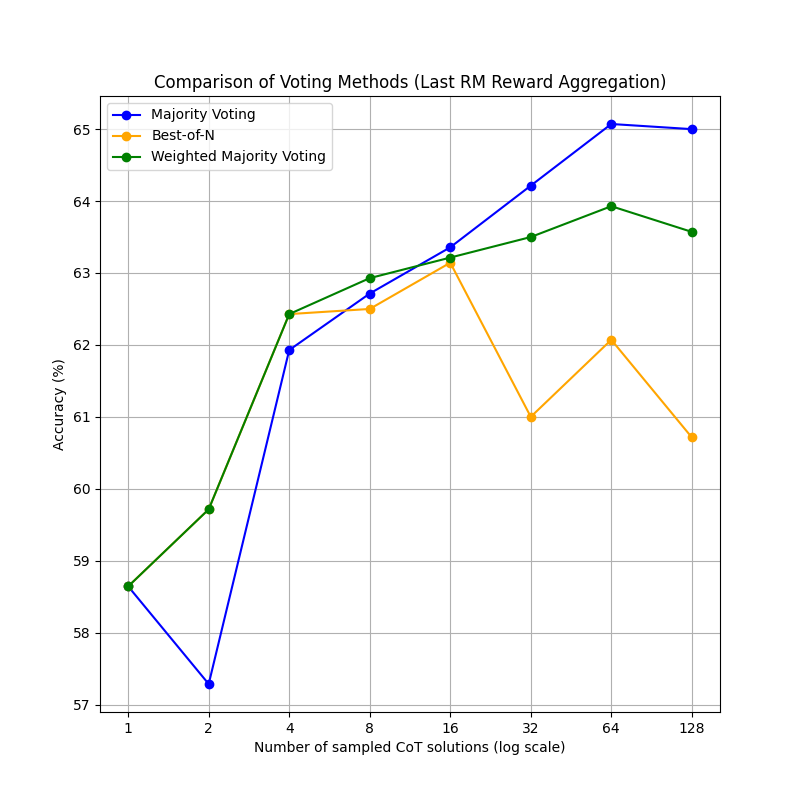 Comparison of Voting Methods (Last RM Reward Aggregation)
Majority Voting
Best-of-N
Weighted Majority Voting
65
64
63
62
61
60
59
58
57
Accuracy (%)
1 2 4 8 16 32 64 128
Number of sampled CoT solutions (log scale)